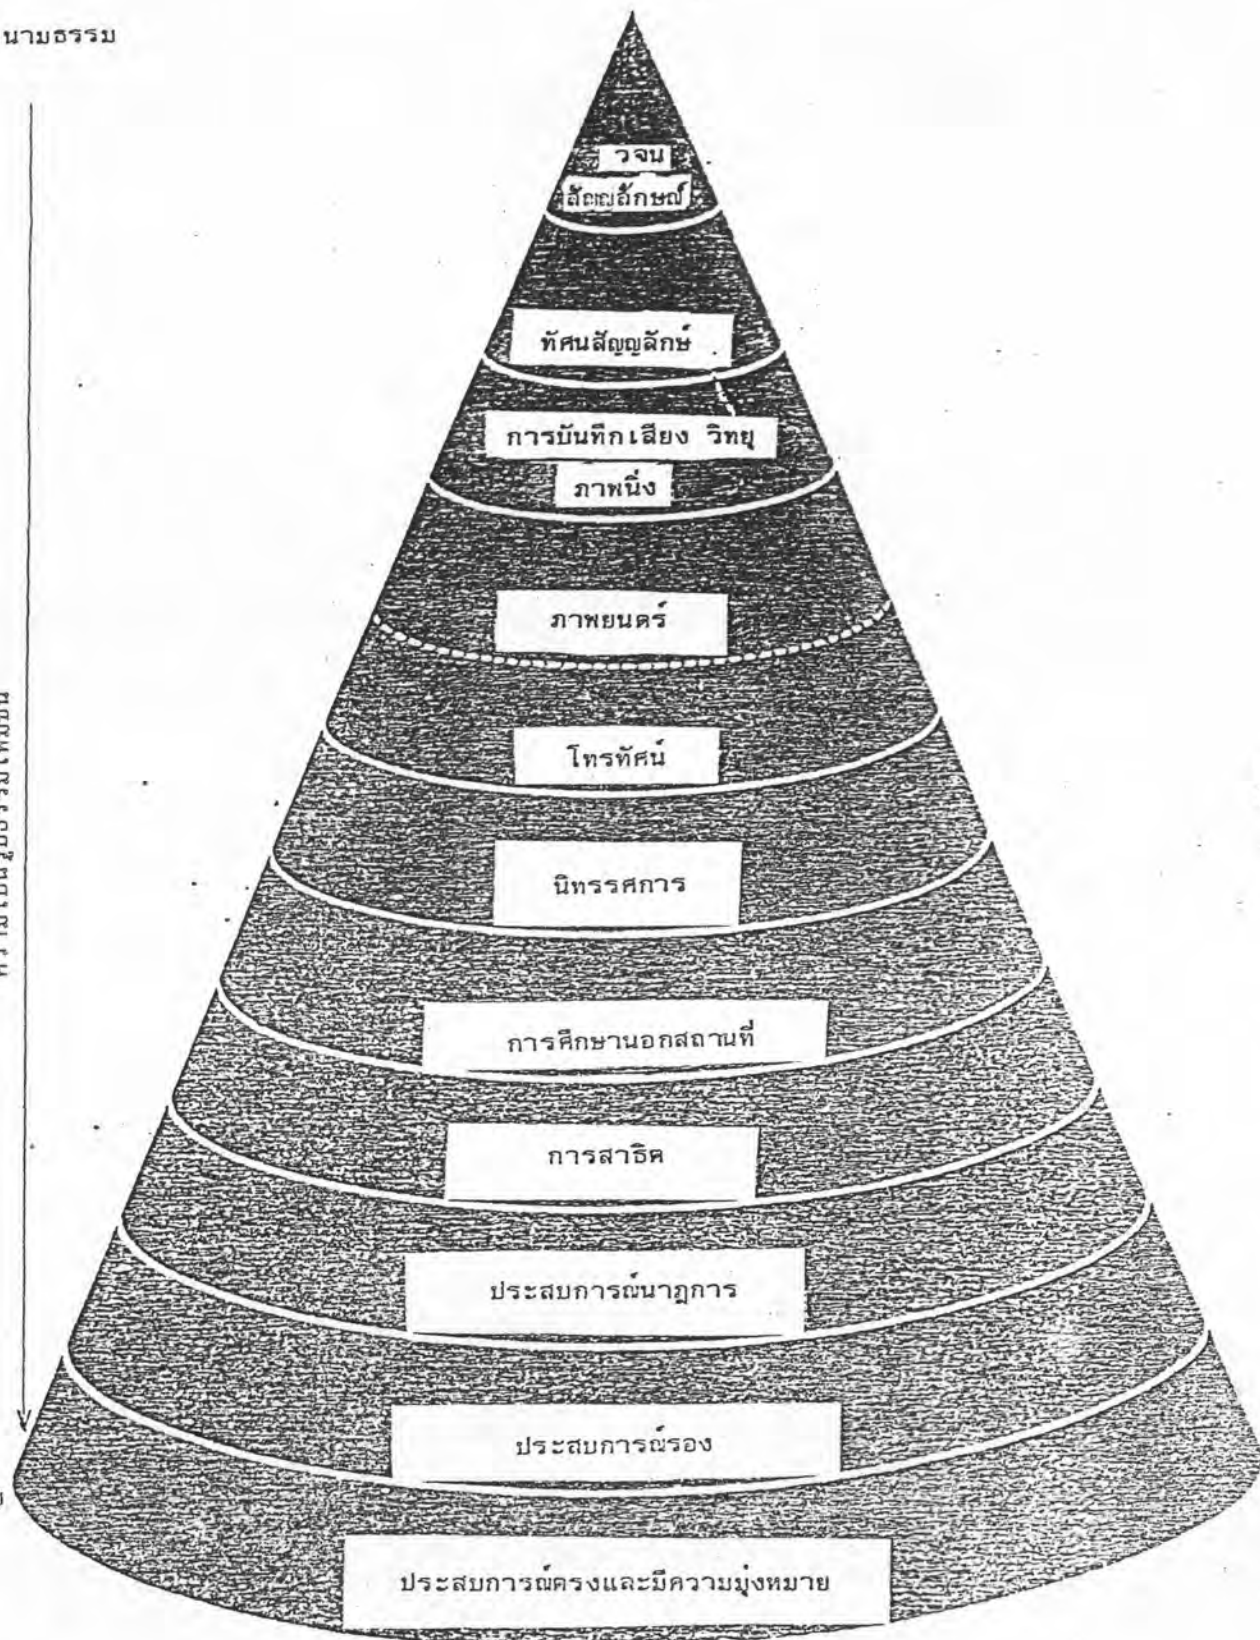 นามธรรม
วจน
สัญลักษณ์
ทัศนสัญญลักษ์
การบันทึกเสียง วิทยุ
ภาพนิ่ง
ภาพยนตร์
โทรทัศน์
นิทรรศการ
การศึกษานอกสถานที่
การสาธิต
ประสบการณ์นาฏการ
ประสบการณ์รอง
ประสบการณ์ตรงและมีความมุ่งหมาย